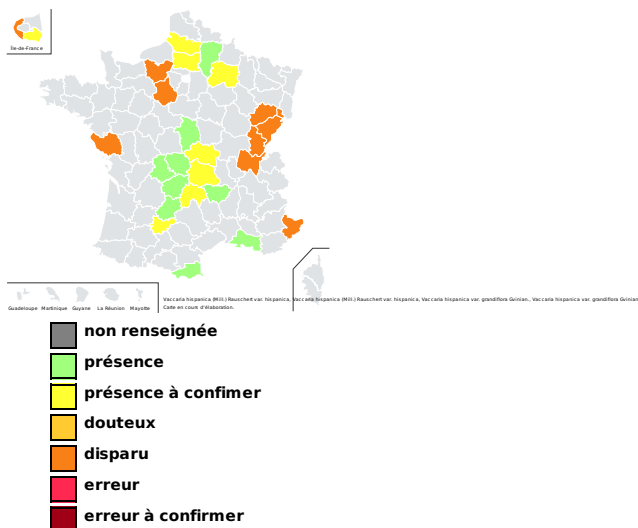 Île-de-France
Guadeloupe Martinique Guyane La Réunion Mayotte
Vaccaria hispanica (Mill.) Rauschert var. hispanica, Vaccaria hispanica (Mill.) Rauschert var. hispanica, Vaccaria hispanica var. grandiflora Gvinian., Vaccaria hispanica var. grandiflora Gvinian
Carte en cours d'élaboration.
non renseignée
présence
présence à confimer
douteux
disparu
erreur
erreur à confirmer